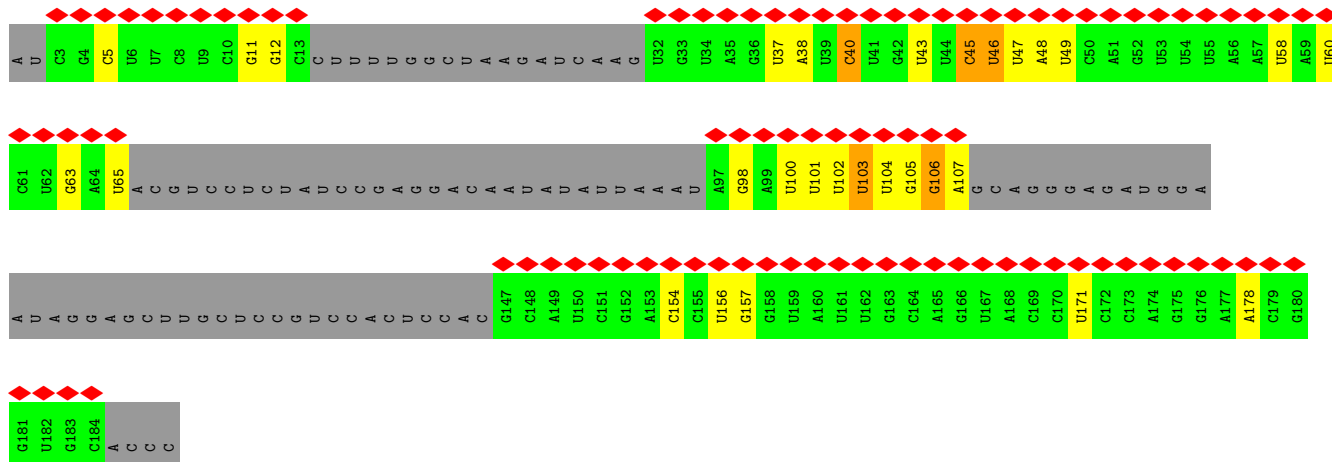 A U C3 G4 C5 U6 U7 C8 U9 C10 G11 G12 C13 C U U U U G G C U A A G A U C A A G U32 G33 U34 A35 G36 U37 A38 U39 C40 U41 G42 U43 U44 C45 U46 U47 A48 U49 C50 A51 G52 U53 U54 U55 A56 A57 U58 A59 U60
C61 U62 G63 A64 U65 A C G U C C U C U A U C C G A G G A C A A U A U A U U A A A U A97 G98 A99 U100 U101 U102 U103 U104 G105 G106 A107 G C A G G G A G A U G G A
A U A G G A G C U U G C U C C G U C C A C U C C A C G147 C148 A149 U150 C151 G152 A153 C154 C155 U156 G157 G158 U159 A160 U161 U162 G163 C164 A165 G166 U167 A168 C169 C170 U171 C172 C173 A174 G175 G176 A177 A178 C179 G180
G181 U182 G183 C184 A C C C